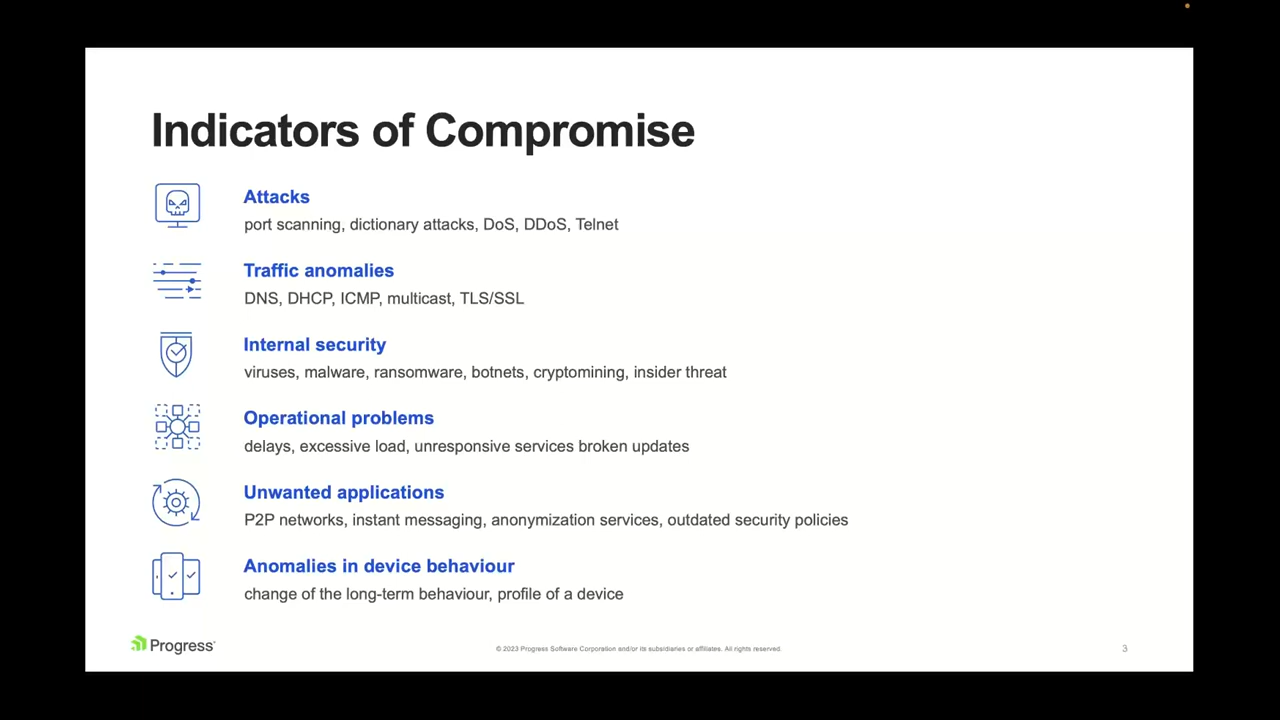 Indicators of Compromise
Attacks
port scanning, dictionary attacks, DoS, DDoS, Telnet
Traffic anomalies
DNS, DHCP, ICMP, multicast, TLS/SSL
Internal security
viruses, malware, ransomware, botnets, cryptomining, insider threat
Operational problems
delays, excessive load, unresponsive services broken updates
Unwanted applications
P2P networks, instant messaging, anonymization services, outdated security policies
Anomalies in device behaviour
change of the long-term behaviour, profile of a device
Progress
© 2023 Progress Software Corporation and/or its subsidiaries or affiliates. All rights reserved.
3